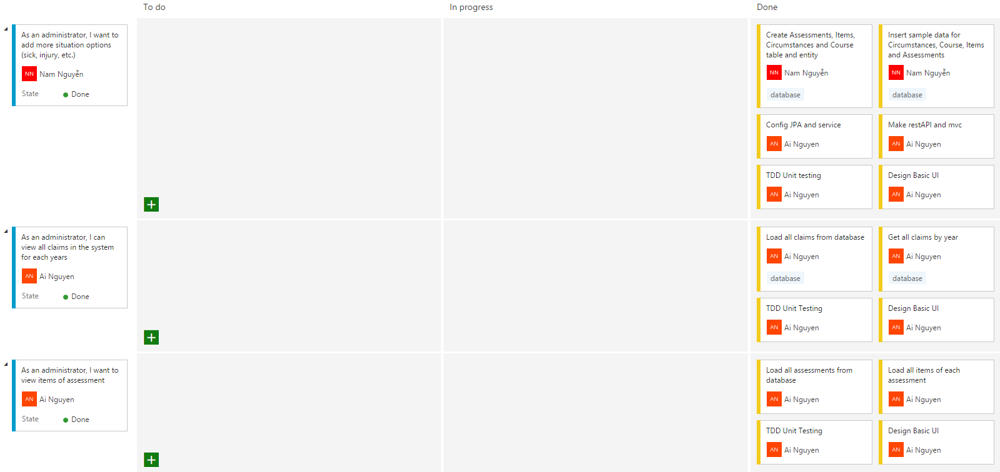 To do
In progress
Done
As an administrator, I want to
add more situation options
(sick, injury, etc.)
NN Nam Nguyễn
State Done
Create Assessments, Items,
Circumstances and Course
table and entity
NN Nam Nguyễn
database
Insert sample data for
Circumstances, Course, Items
and Assessments
NN Nam Nguyễn
database
Config JPA and service
AN Ai Nguyen
Make restAPI and mvc
AN Ai Nguyen
TDD Unit testing
AN Ai Nguyen
Design Basic UI
AN Ai Nguyen
As an administrator, I can
view all claims in the system
for each years
AN Ai Nguyen
State Done
Load all claims from database
AN Ai Nguyen
database
Get all claims by year
AN Ai Nguyen
database
TDD Unit Testing
AN Ai Nguyen
Design Basic UI
AN Ai Nguyen
As an administrator, I want to
view items of assessment
AN Ai Nguyen
State Done
Load all assessments from
database
AN Ai Nguyen
Load all items of each
assessment
AN Ai Nguyen
TDD Unit Testing
AN Ai Nguyen
Design Basic UI
AN Ai Nguyen